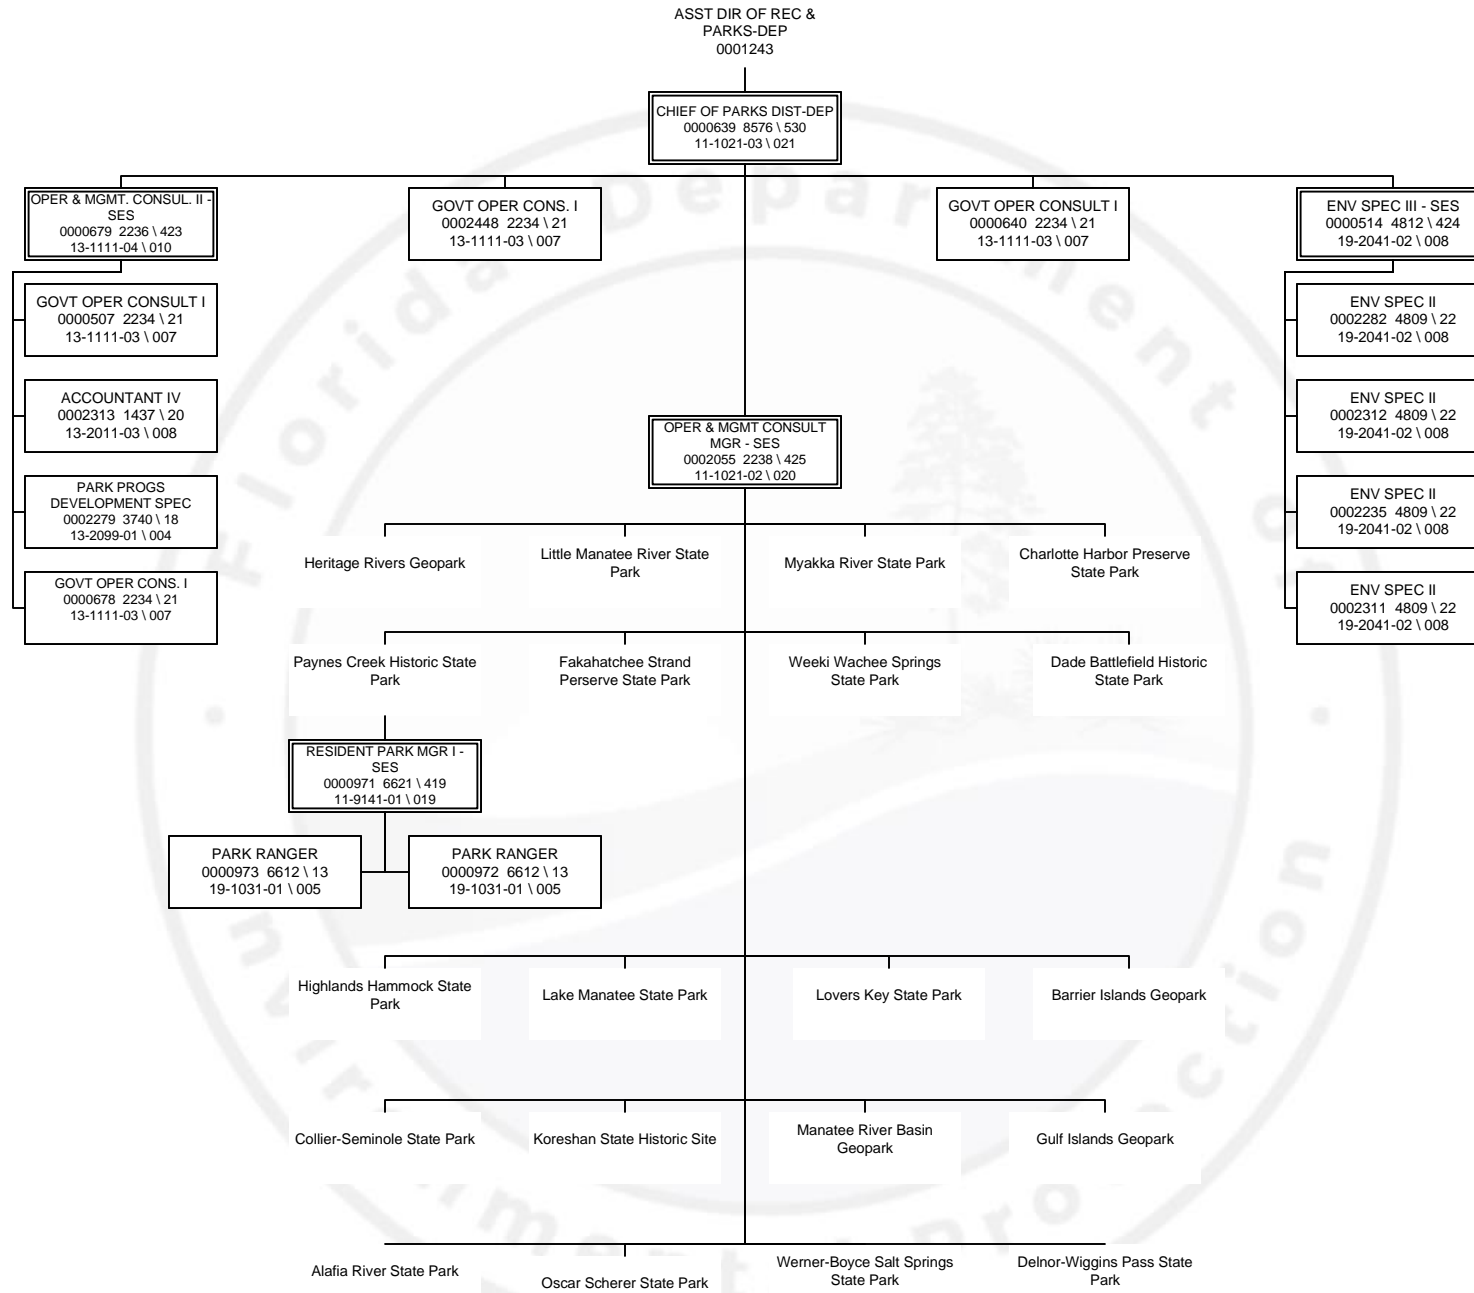 ASST DIR OF REC &
PARKS-DEP
0001243
CHIEF OF PARKS DIST-DEP
0000639 8576 \ 530
11-1021-03 \ 021
OPER & MGMT. CONSUL. II -
SES
0000679 2236 \ 423
13-1111-04 \ 010
GOVT OPER CONS. I
0002448 2234 \ 21
13-1111-03 \ 007
GOVT OPER CONSULT I
0000640 2234 \ 21
13-1111-03 \ 007
ENV SPEC III - SES
0000514 4812 \ 424
19-2041-02 \ 008
GOVT OPER CONSULT I
0000507 2234 \ 21
13-1111-03 \ 007
ACCOUNTANT IV
0002313 1437 \ 20
13-2011-03 \ 008
PARK PROGS
DEVELOPMENT SPEC
0002279 3740 \ 18
13-2099-01 \ 004
GOVT OPER CONS. I
0000678 2234 \ 21
13-1111-03 \ 007
ENV SPEC II
0002282 4809 \ 22
19-2041-02 \ 008
ENV SPEC II
0002312 4809 \ 22
19-2041-02 \ 008
ENV SPEC II
0002235 4809 \ 22
19-2041-02 \ 008
ENV SPEC II
0002311 4809 \ 22
19-2041-02 \ 008
OPER & MGMT CONSULT
MGR - SES
0002055 2238 \ 425
11-1021-02 \ 020
Heritage Rivers Geopark
Little Manatee River State
Park
Myakka River State Park
Charlotte Harbor Preserve
State Park
Paynes Creek Historic State
Park
Fakahatchee Strand
Perserve State Park
Weeki Wachee Springs
State Park
Dade Battlefield Historic
State Park
RESIDENT PARK MGR I -
SES
0000971 6621 \ 419
11-9141-01 \ 019
PARK RANGER
0000973 6612 \ 13
19-1031-01 \ 005
PARK RANGER
0000972 6612 \ 13
19-1031-01 \ 005
Highlands Hammock State
Park
Lake Manatee State Park
Lovers Key State Park
Barrier Islands Geopark
Collier-Seminole State Park
Koreshan State Historic Site
Manatee River Basin
Geopark
Gulf Islands Geopark
Alafia River State Park
Oscar Scherer State Park
Werner-Boyce Salt Springs
State Park
Delnor-Wiggins Pass State
Park
Florida Department